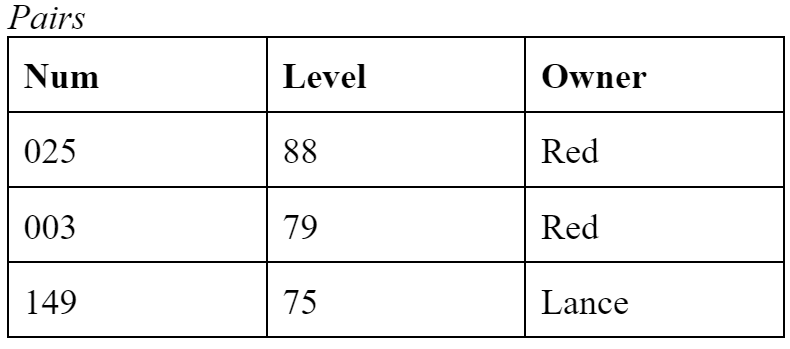 Pairs
Num Level Owner
025 88 Red
003 79 Red
149 75 Lance